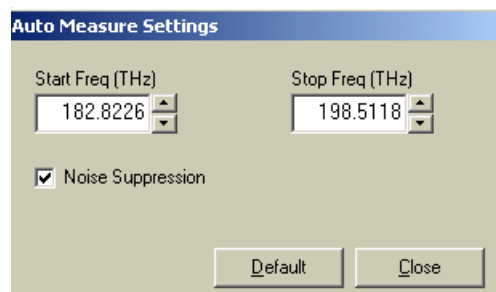 Auto Measure Settings
Start Freq (THz) Stop Freq (THz)
182.8226 198.5118
Noise Suppression
Default Close